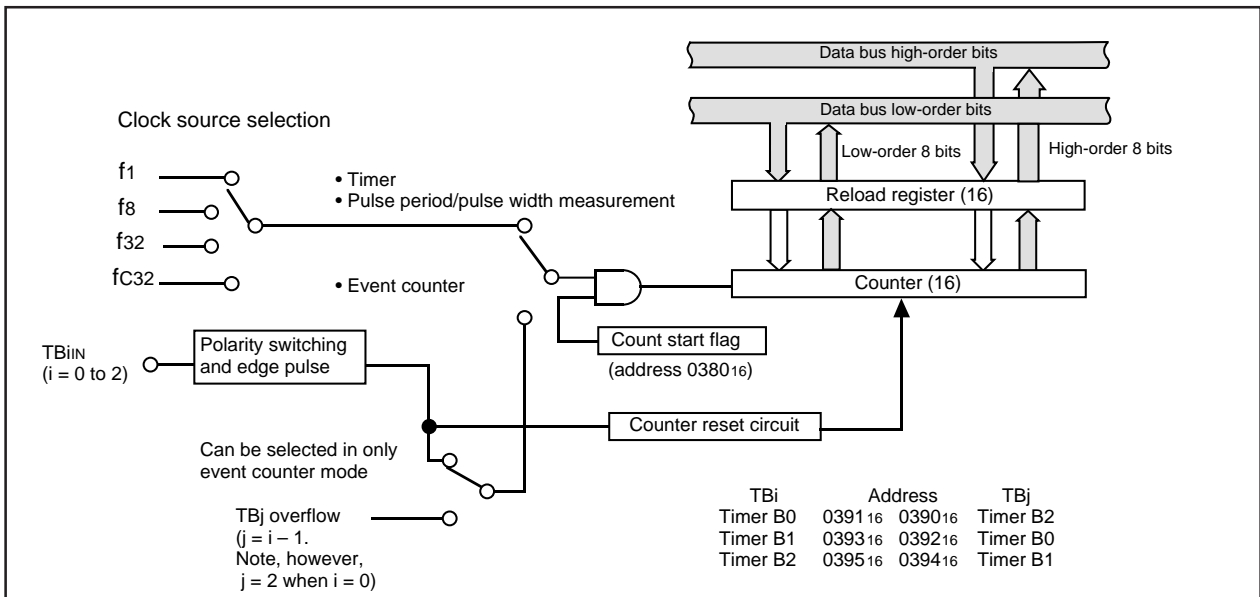 Data bus high-order bits
Data bus low-order bits
Clock source selection
Low-order 8 bits
High-order 8 bits
f1
• Timer
• Pulse period/pulse width measurement
Reload register (16)
f8
f32
fC32
• Event counter
Counter (16)
TBiIN
(i = 0 to 2)
Polarity switching
and edge pulse
Count start flag
(address 038016)
Counter reset circuit
Can be selected in only
event counter mode
TBj overflow
(j = i – 1.
Note, however,
j = 2 when i = 0)
TBi Address TBj
Timer B0 039116 039016 Timer B2
Timer B1 039316 039216 Timer B0
Timer B2 039516 039416 Timer B1